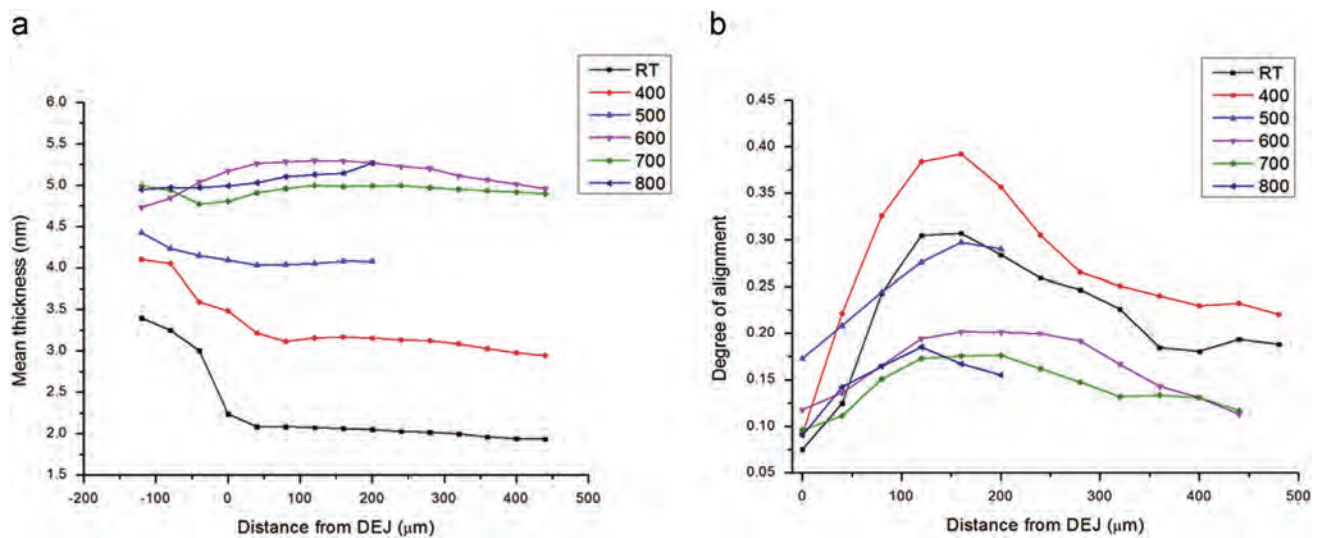 a
RT
400
500
600
700
800
6.0
5.5
5.0
4.5
4.0
3.5
3.0
2.5
2.0
1.5
Mean thickness (nm)
-200 -100 0 100 200 300 400 500
Distance from DEJ (μm)
b
RT
400
500
600
700
800
0.45
0.40
0.35
0.30
0.25
0.20
0.15
0.10
0.05
Degree of alignment
0 100 200 300 400 500
Distance from DEJ (μm)